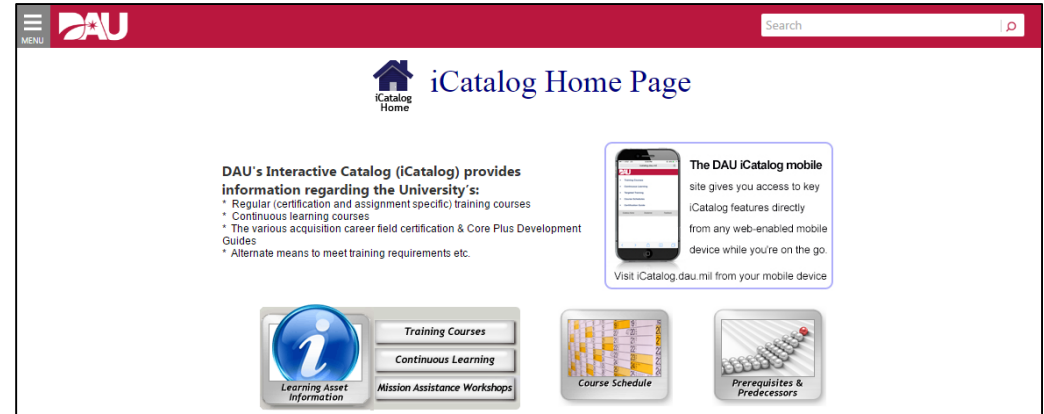 MENU
DAU
Search
iCatalog
Home
iCatalog Home Page
DAU's Interactive Catalog (iCatalog) provides
information regarding the University's:
* Regular (certification and assignment specific) training courses
* Continuous learning courses
* The various acquisition career field certification & Core Plus Development
Guides
* Alternate means to meet training requirements etc.
The DAU iCatalog mobile
site gives you access to key
iCatalog features directly
from any web-enabled mobile
device while you're on the go.
Visit iCatalog.dau.mil from your mobile device
Learning Asset
Information
Training Courses
Continuous Learning
Mission Assistance Workshops
Course Schedule
Prerequisites &
Predecessors